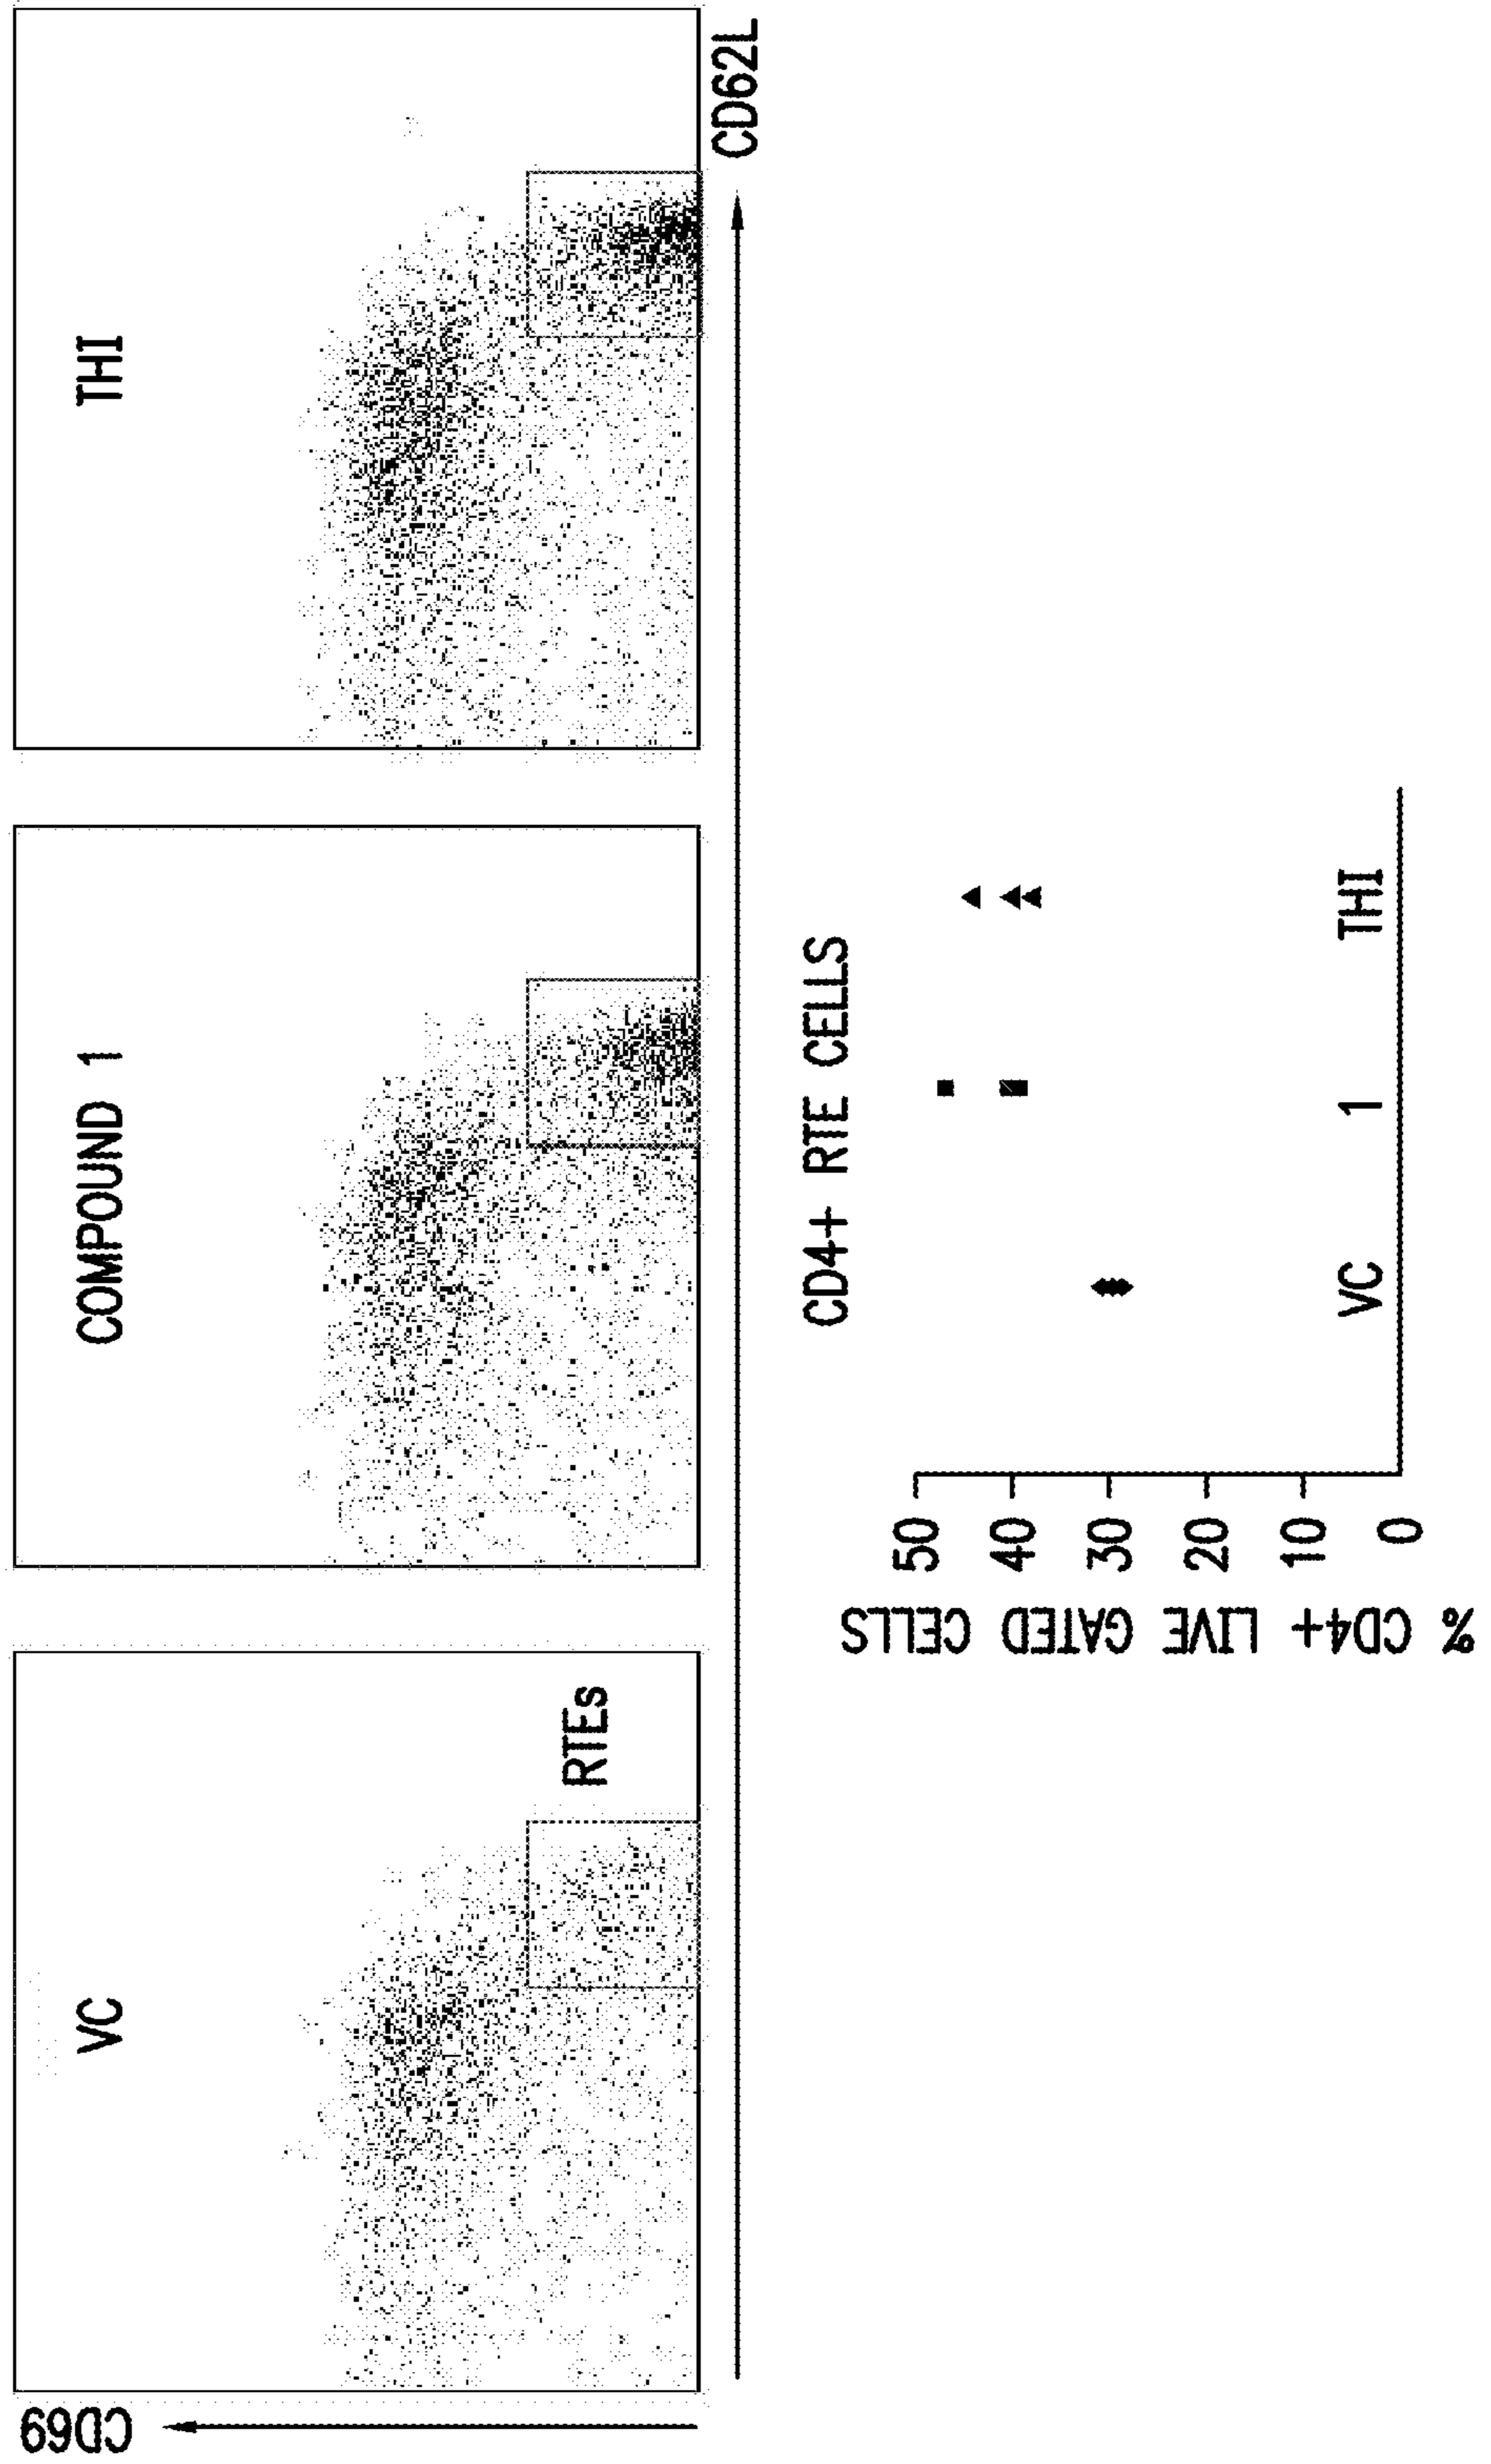 VC
COMPOUND 1
THI
RTEs
CD69
CD62L
CD4+ RTE CELLS
% CD4+ LIVE GATED CELLS
50
40
30
20
10
0
VC
1
THI